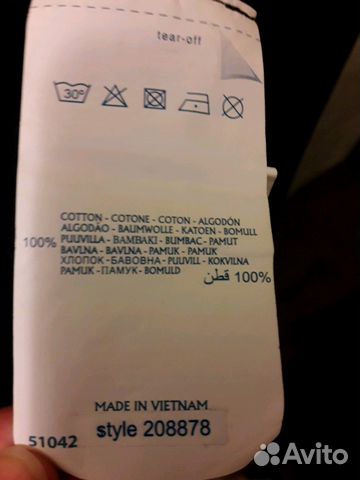 tear-off
30°
COTTON - COTONE - COTON - ALGODÓN
ALGODÃO - BAUMWOLLE - KATOEN - BOMULL
100% PUUVILLA - BAMBAKI - BUMBAC - PAMUT
BAVLNA - BAVLNA - PAMUK - PAMUK
ХЛОПОК - БАВОВНА - PUUVILL - KOKVILNA
PAMUK - ПАМУК - BOMULD
100% قطن
MADE IN VIETNAM
51042 style 208878
Avito